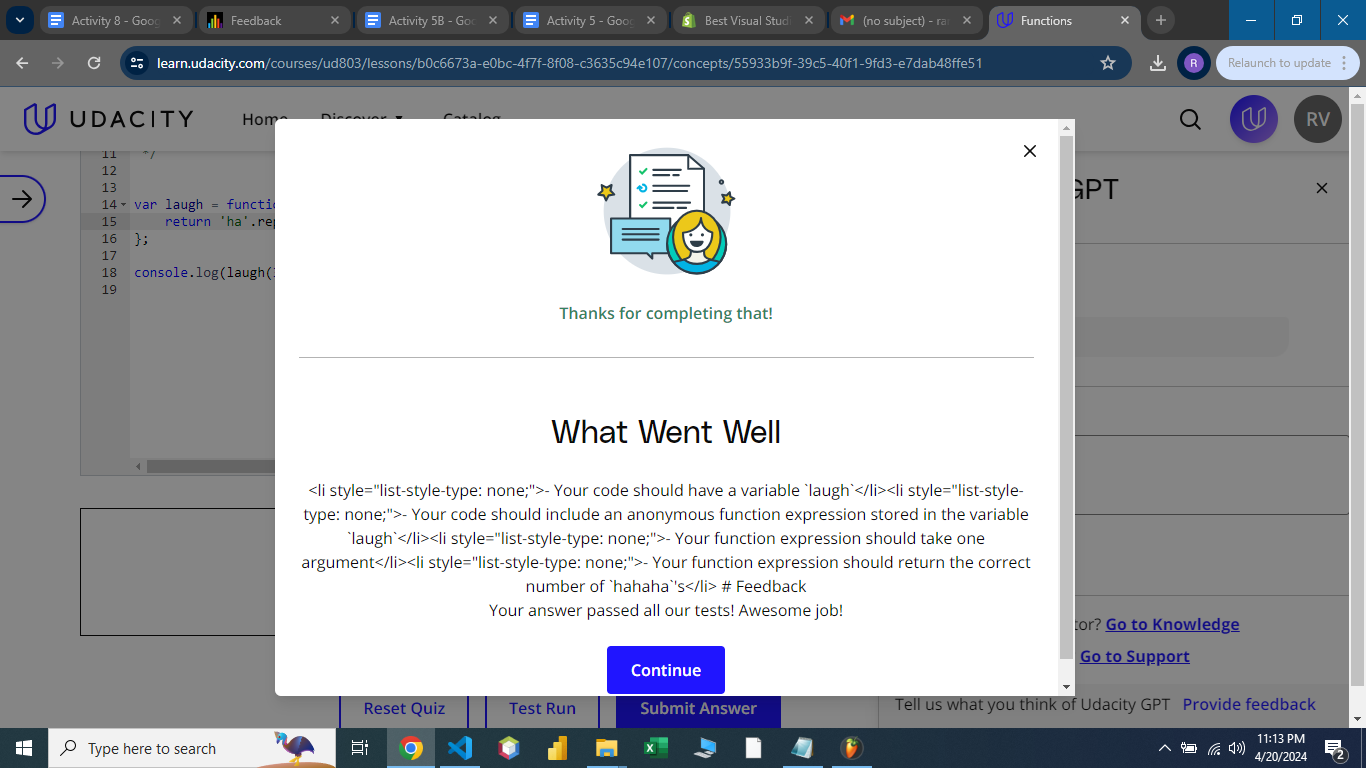 Activity 8 - Goog
Feedback
Activity 5B - Goo
Activity 5 - Goog
Best Visual Studi
(no subject) - ran
Functions
learn.udacity.com/courses/ud803/lessons/b0c6673a-e0bc-4f7f-8f08-c3635c94e107/concepts/55933b9f-39c5-40f1-9fd3-e7dab48ffe51
R
Relaunch to update
UDACITY
Home
Discover
Catalog
RV
GPT
11 */
12
13
14 var laugh = functio
15 return 'ha'.rep
16 };
17
18 console.log(laugh(
19
Thanks for completing that!
What Went Well
<li style="list-style-type: none;">- Your code should have a variable `laugh`</li><li style="list-style-
type: none;">- Your code should include an anonymous function expression stored in the variable
`laugh`</li><li style="list-style-type: none;">- Your function expression should take one
argument</li><li style="list-style-type: none;">- Your function expression should return the correct
number of `hahaha`'s</li> # Feedback
Your answer passed all our tests! Awesome job!
Continue
tor? Go to Knowledge
Go to Support
Tell us what you think of Udacity GPT Provide feedback
Reset Quiz
Test Run
Submit Answer
Type here to search
11:13 PM
4/20/2024
2